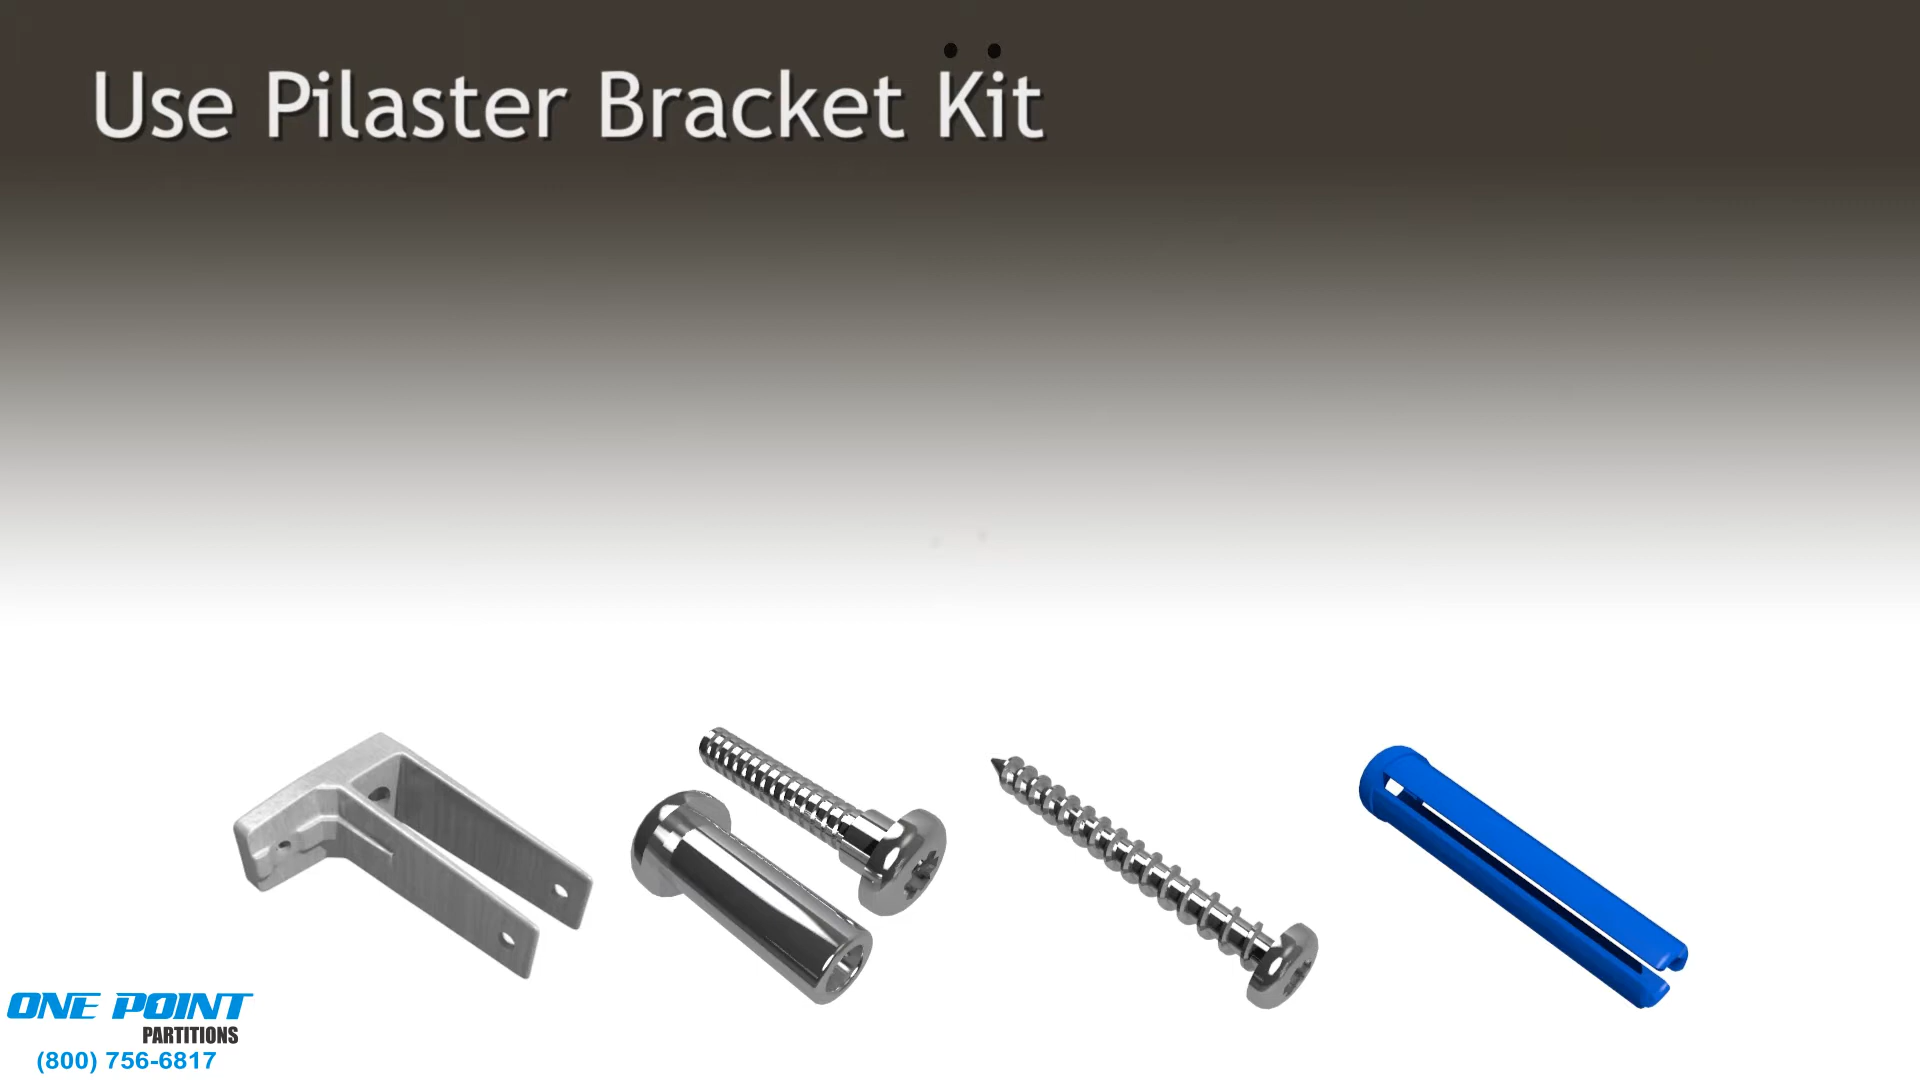 Use Pilaster Bracket Kit
ONE POINT
PARTITIONS
(800) 756-6817